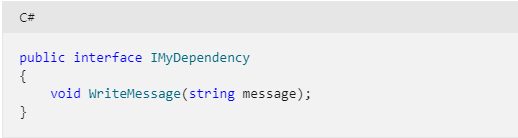 C#
public interface IMyDependency
{
    void WriteMessage(string message);
}